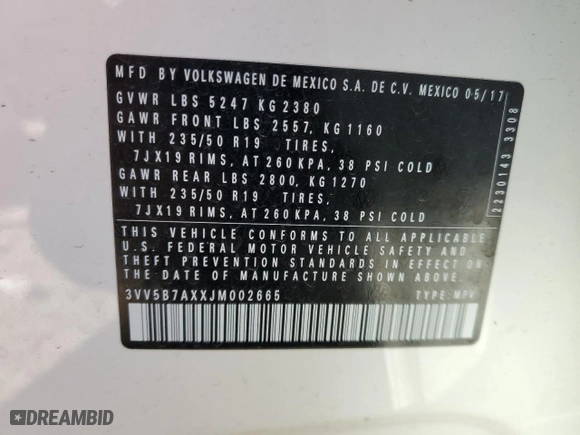 MFD BY VOLKSWAGEN DE MEXICO S.A. DE C.V. MEXICO 05/17
GVWR LBS 5247 KG 2380
GAWR FRONT LBS 2557, KG 1160
WITH 235/50 R19 TIRES,
7JX19 RIMS, AT 260 KPA, 38 PSI COLD
GAWR REAR LBS 2800, KG 1270
WITH 235/50 R19 TIRES,
7JX19 RIMS, AT 260 KPA, 38 PSI COLD
THIS VEHICLE CONFORMS TO ALL APPLICABLE
U.S. FEDERAL MOTOR VEHICLE SAFETY AND
THEFT PREVENTION STANDARDS IN EFFECT ON
THE DATE OF MANUFACTURE SHOWN ABOVE.
3VV5B7AXXJM002665 TYPE: MPV
2230143 3308
DREAMBID